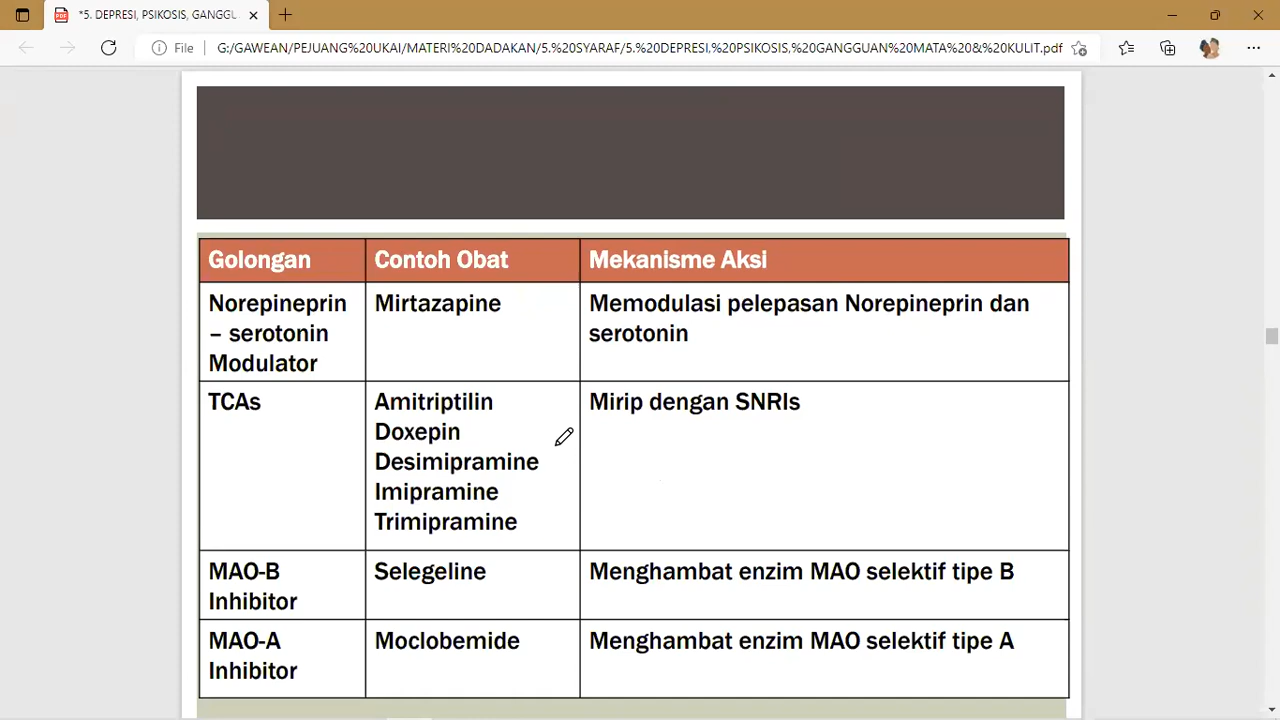 *5. DEPRESI, PSIKOSIS, GANGGU
File
G:/GAWEAN/PEJUANG%20UKAI/MATERI%20DADAKAN/5.%20SYARAF/5.%20DEPRESI,%20PSIKOSIS,%20GANGGUAN%20MATA%20&%20KULIT.pdf
Golongan Contoh Obat Mekanisme Aksi
Norepineprin Mirtazapine Memodulasi pelepasan Norepineprin dan
– serotonin serotonin
Modulator
TCAs Amitriptilin Mirip dengan SNRIs
Doxepin
Desimipramine
Imipramine
Trimipramine
MAO-B Selegeline Menghambat enzim MAO selektif tipe B
Inhibitor
MAO-A Moclobemide Menghambat enzim MAO selektif tipe A
Inhibitor